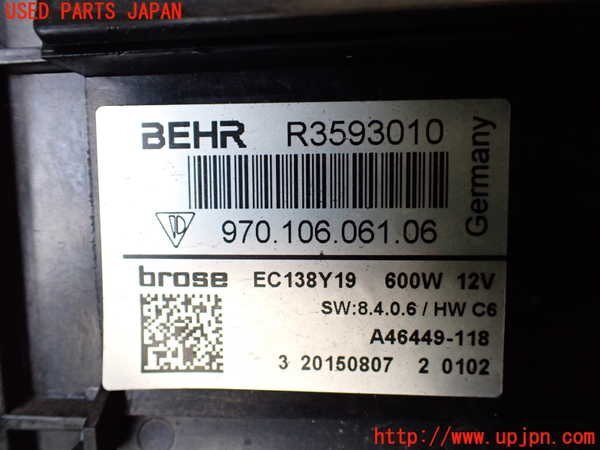 USED PARTS JAPAN
BEHR R3593010
Germany
970.106.061.06
brose EC138Y19 600W 12V
SW:8.4.0.6 / HW C6
A46449-118
3 20150807 2 0102
http://www.upjpn.com/